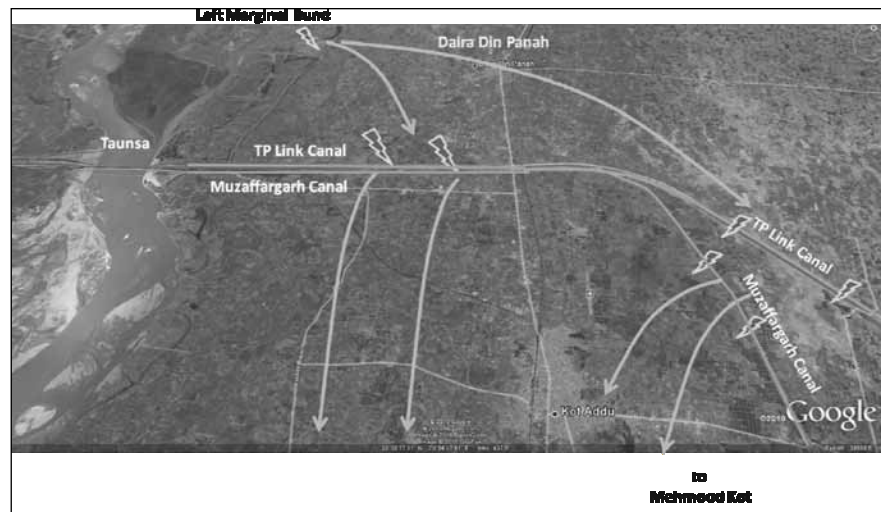 Left Marginal Bund
Daira Din Panah
Taunsa
TP Link Canal
Muzaffargarh Canal
TP Link Canal
Muzaffargarh Canal
Kot Addu
©2010 Google
to
Mehmood Kot